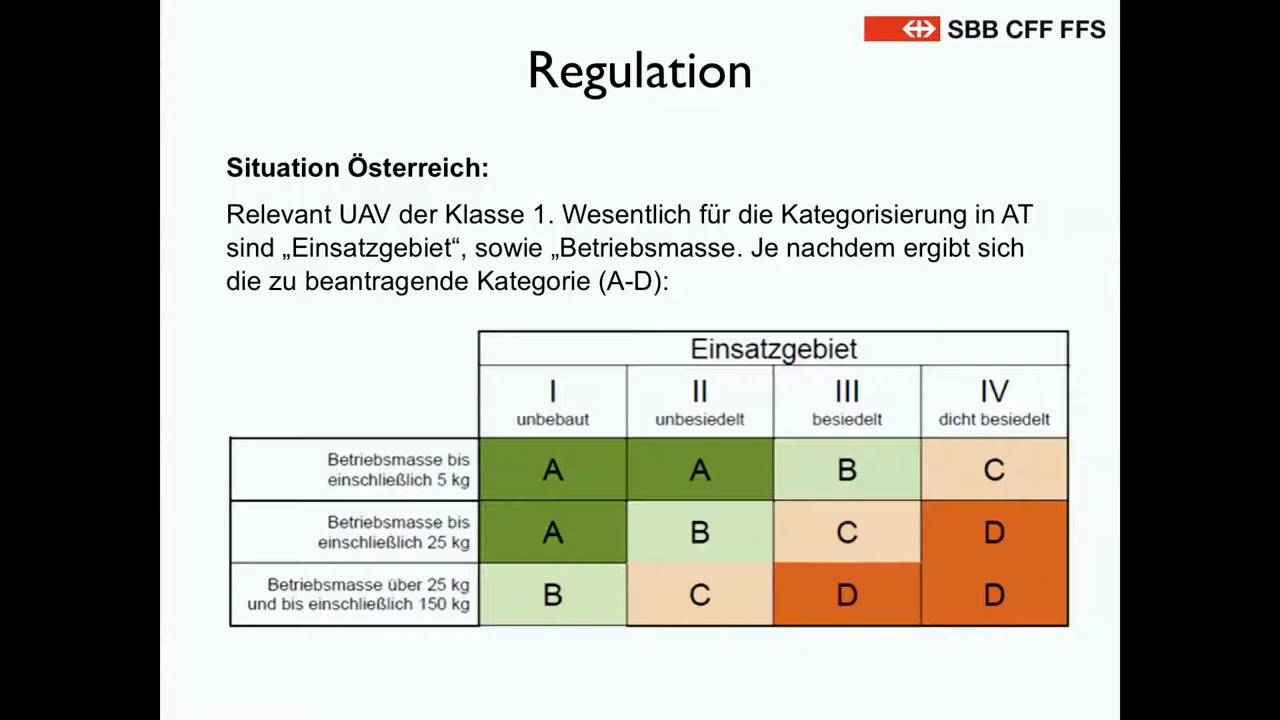 SBB CFF FFS
Regulation
Situation Österreich:
Relevant UAV der Klasse 1. Wesentlich für die Kategorisierung in AT
sind „Einsatzgebiet“, sowie „Betriebsmasse. Je nachdem ergibt sich
die zu beantragende Kategorie (A-D):
Einsatzgebiet
I II III IV
unbebaut unbesiedelt besiedelt dicht besiedelt
Betriebsmasse bis
einschließlich 5 kg
A A B C
Betriebsmasse bis
einschließlich 25 kg
A B C D
Betriebsmasse über 25 kg
und bis einschließlich 150 kg
B C D D